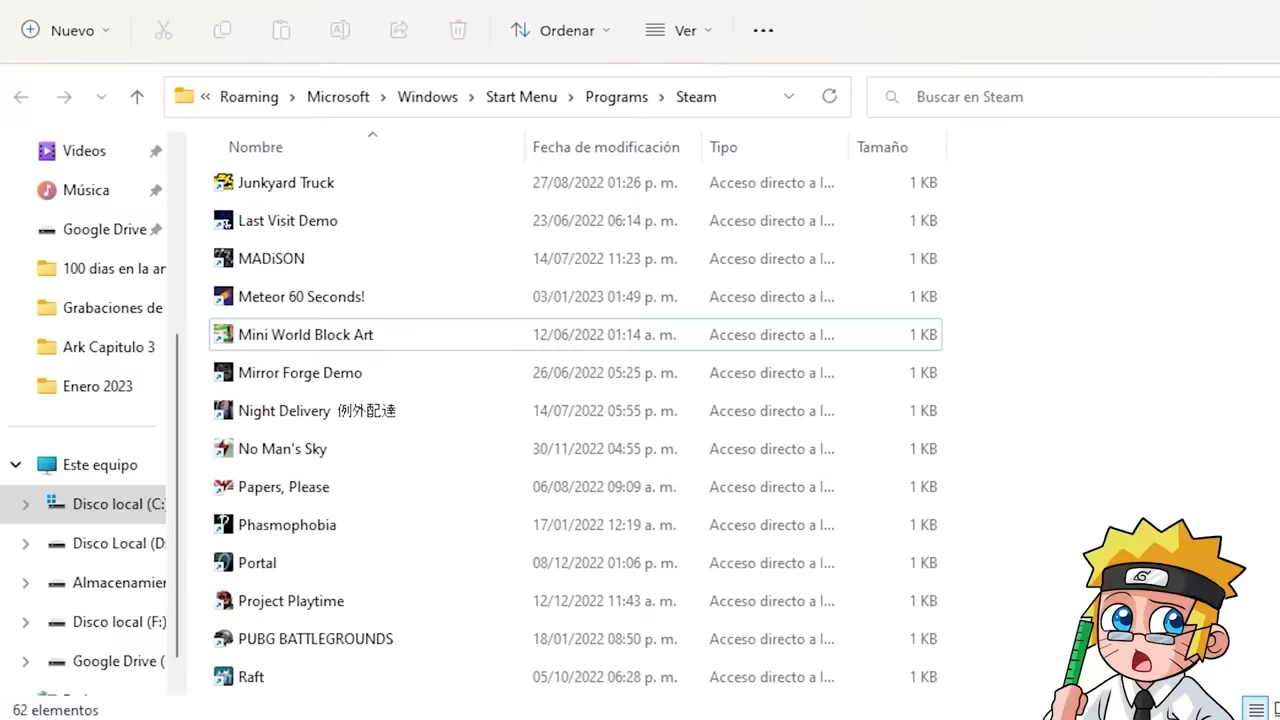 Nuevo
Ordenar
Ver
Roaming > Microsoft > Windows > Start Menu > Programs > Steam
Buscar en Steam
Nombre Fecha de modificación Tipo Tamaño
Videos
Música
Google Drive
100 dias en la ar
Grabaciones de
Ark Capitulo 3
Enero 2023
Este equipo
Disco local (C:
Disco Local (D:
Almacenamier
Disco local (F:)
Google Drive (
Junkyard Truck 27/08/2022 01:26 p. m. Acceso directo a I... 1 KB
Last Visit Demo 23/06/2022 06:14 p. m. Acceso directo a I... 1 KB
MADiSON 14/07/2022 11:23 p. m. Acceso directo a I... 1 KB
Meteor 60 Seconds! 03/01/2023 01:49 p. m. Acceso directo a I... 1 KB
Mini World Block Art 12/06/2022 01:14 a. m. Acceso directo a I... 1 KB
Mirror Forge Demo 26/06/2022 05:25 p. m. Acceso directo a I... 1 KB
Night Delivery 例外配達 14/07/2022 05:55 p. m. Acceso directo a I... 1 KB
No Man's Sky 30/11/2022 04:55 p. m. Acceso directo a I... 1 KB
Papers, Please 06/08/2022 09:09 a. m. Acceso directo a I... 1 KB
Phasmophobia 17/01/2022 12:19 a. m. Acceso directo a I... 1 KB
Portal 08/12/2022 01:06 p. m. Acceso directo a I... 1 KB
Project Playtime 12/12/2022 11:43 a. m. Acceso directo a I... 1 KB
PUBG BATTLEGROUNDS 18/01/2022 08:50 p. m. Acceso directo a I... 1 KB
Raft 05/10/2022 06:28 p. m. Acceso directo a I... 1 KB
62 elementos